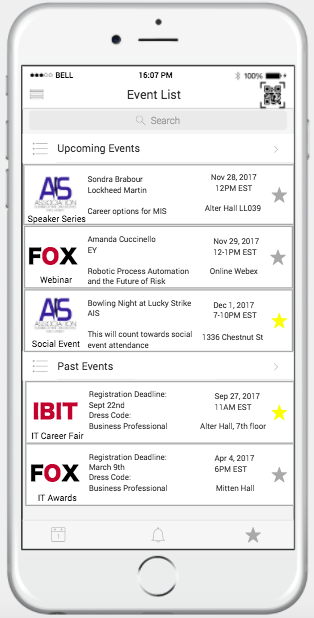 BELL 16:07 PM 100%
Event List
Search
Upcoming Events
AIS
ASSOCIATION
Speaker Series
Sondra Brabour
Lockheed Martin
Career options for MIS
Nov 28, 2017
12PM EST
Alter Hall LL039
FOX
Webinar
Amanda Cuccinello
EY
Robotic Process Automation
and the Future of Risk
Nov 29, 2017
12-1PM EST
Online Webex
AIS
ASSOCIATION
Social Event
Bowling Night at Lucky Strike
AIS
This will count towards social
event attendance
Dec 1, 2017
7-10PM EST
1336 Chestnut St
Past Events
IBIT
IT Career Fair
Registration Deadline:
Sept 22nd
Dress Code:
Business Professional
Sep 27, 2017
11AM EST
Alter Hall, 7th floor
FOX
IT Awards
Registration Deadline:
March 9th
Dress Code:
Business Professional
Apr 4, 2017
6PM EST
Mitten Hall
1